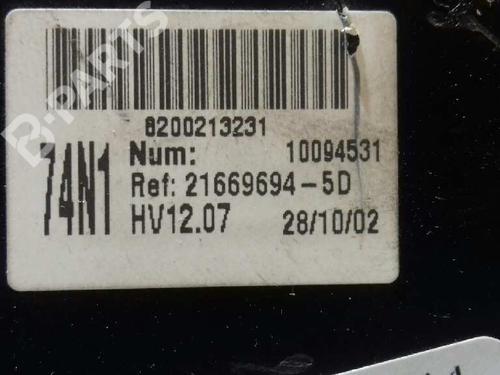 8200213231
74N1
Num: 10094531
Ref: 21669694-5D
HV12.07 28/10/02
B-PARTS